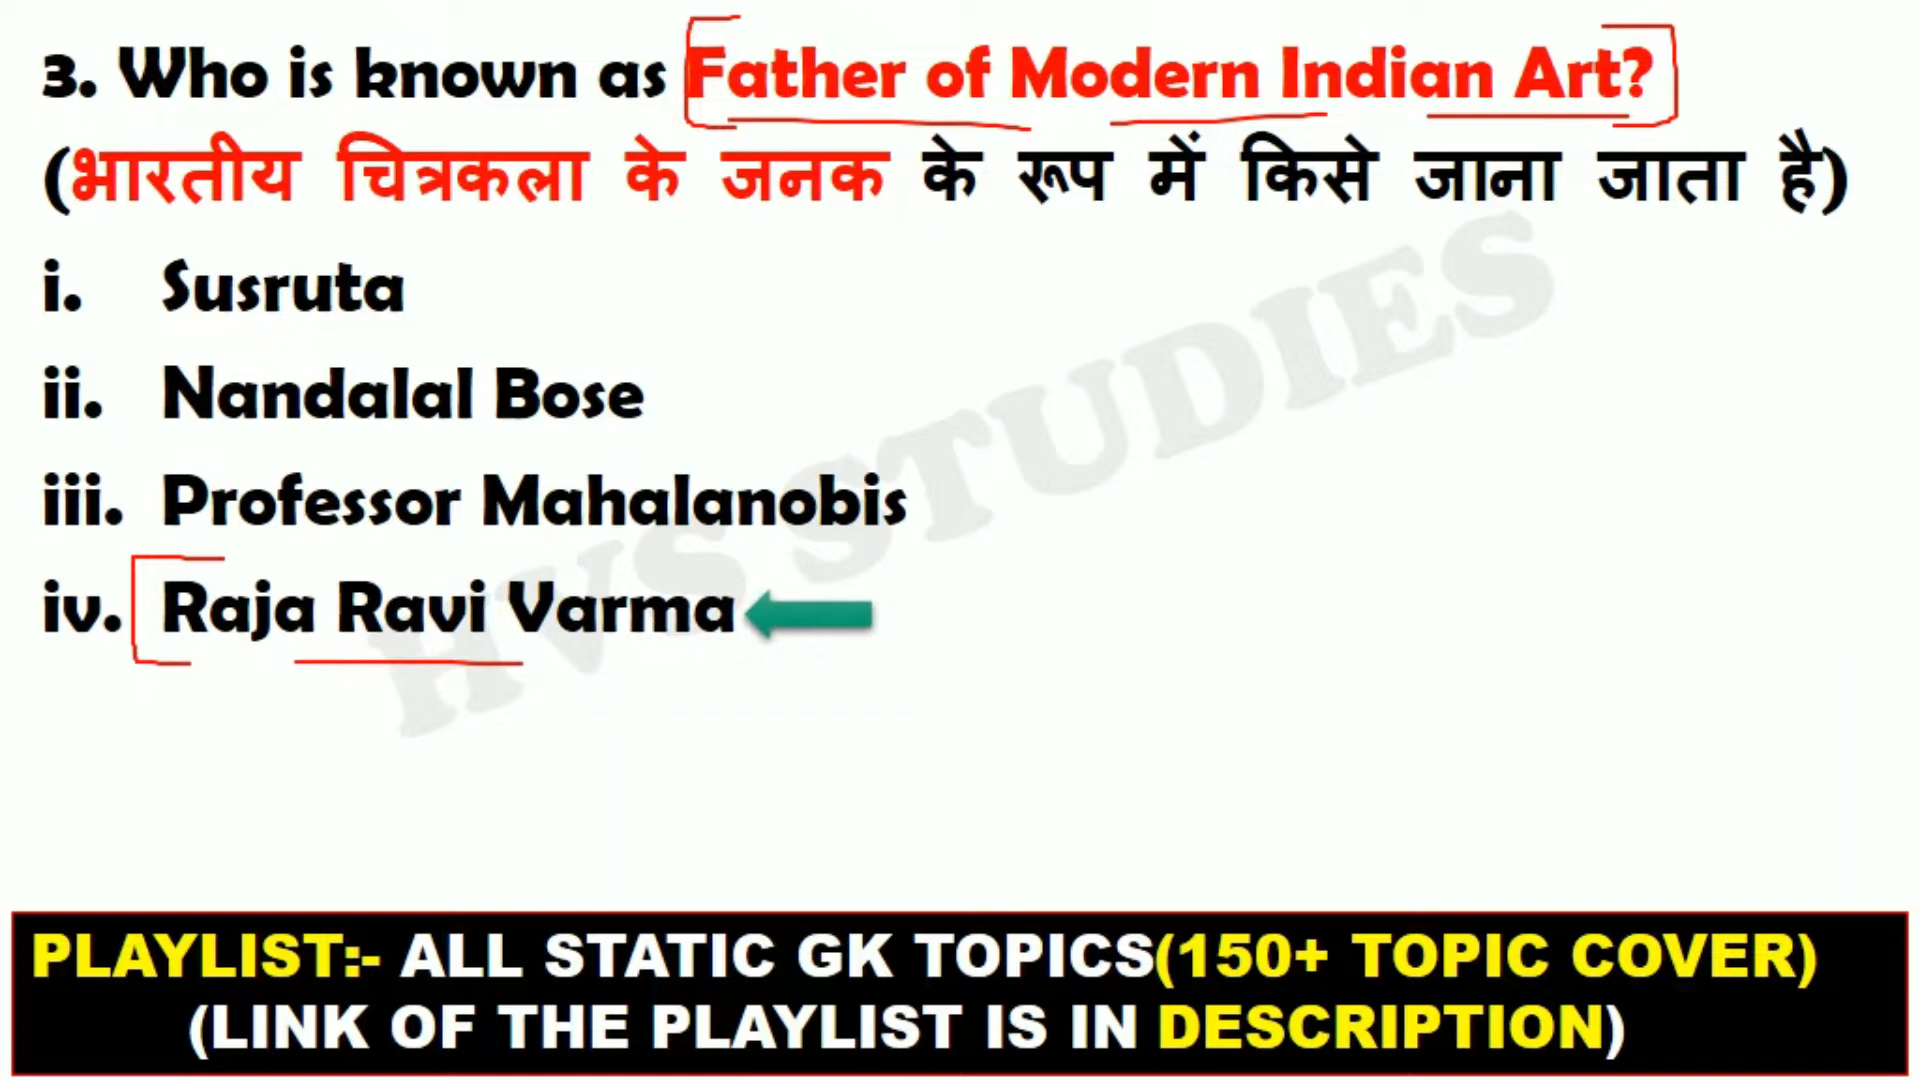 3. Who is known as Father of Modern Indian Art?
(भारतीय चित्रकला के जनक के रूप में किसे जाना जाता है)
i. Susruta
ii. Nandalal Bose
iii. Professor Mahalanobis
iv. Raja Ravi Varma
HVS STUDIES
PLAYLIST:- ALL STATIC GK TOPICS(150+ TOPIC COVER)
(LINK OF THE PLAYLIST IS IN DESCRIPTION)